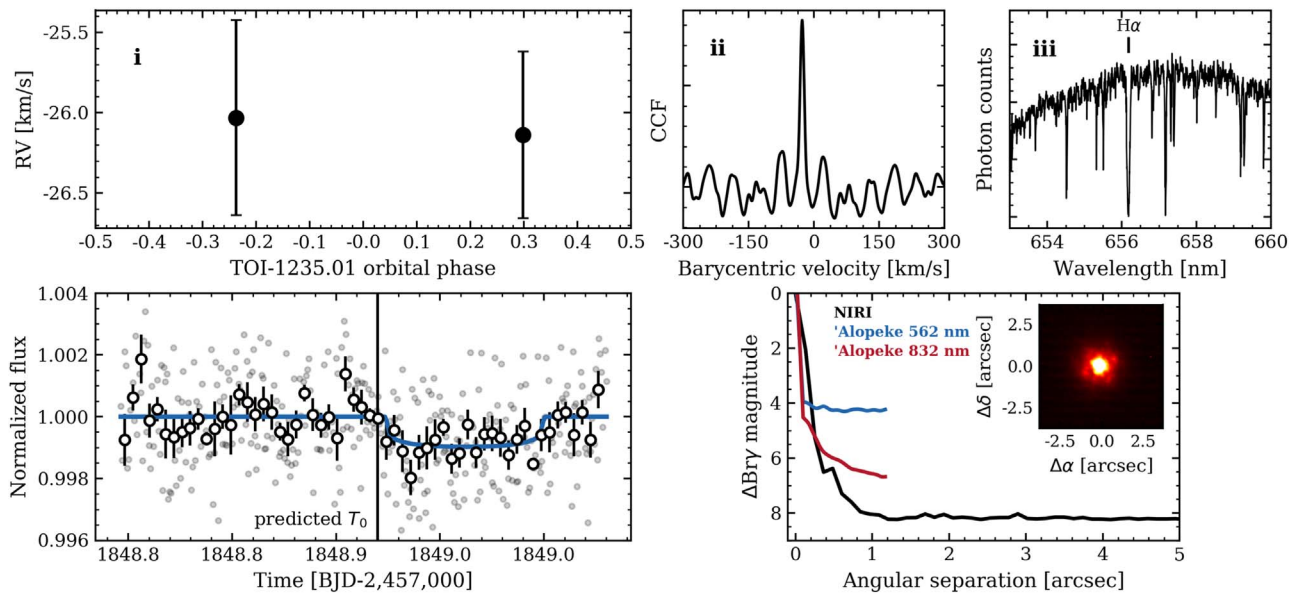 -25.5
-26.0
-26.5
RV [km/s]
i
-0.5 -0.4 -0.3 -0.2 -0.1 -0.0 0.1 0.2 0.3 0.4 0.5
TOI-1235.01 orbital phase
CCF
ii
-300 -150 0 150 300
Barycentric velocity [km/s]
Photon counts
iii
Hα
654 656 658 660
Wavelength [nm]
1.004
1.002
1.000
0.998
0.996
Normalized flux
predicted T₀
1848.8 1848.8 1848.9 1849.0 1849.0
Time [BJD-2,457,000]
0
2
4
6
8
ΔBrγ magnitude
NIRI
'Alopeke 562 nm
'Alopeke 832 nm
2.5
0.0
-2.5
Δδ [arcsec]
-2.5 0.0 2.5
Δα [arcsec]
0 1 2 3 4 5
Angular separation [arcsec]